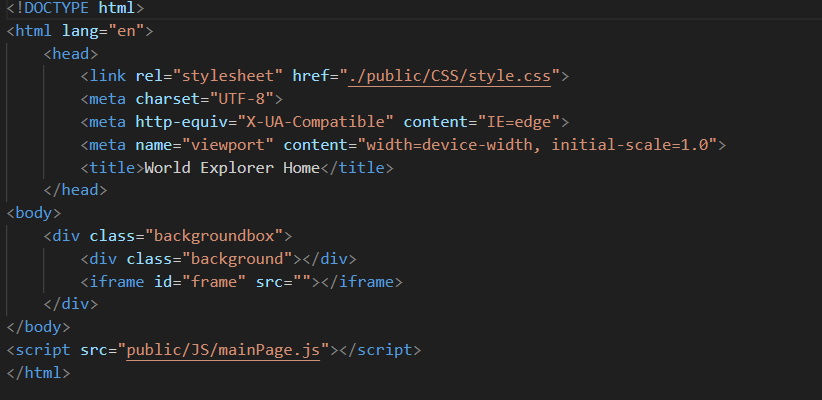 <!DOCTYPE html>
<html lang="en">
    <head>
        <link rel="stylesheet" href="./public/CSS/style.css">
        <meta charset="UTF-8">
        <meta http-equiv="X-UA-Compatible" content="IE=edge">
        <meta name="viewport" content="width=device-width, initial-scale=1.0">
        <title>World Explorer Home</title>
    </head>
<body>
    <div class="backgroundbox">
        <div class="background"></div>
        <iframe id="frame" src=""></iframe>
    </div>
</body>
<script src="public/JS/mainPage.js"></script>
</html>